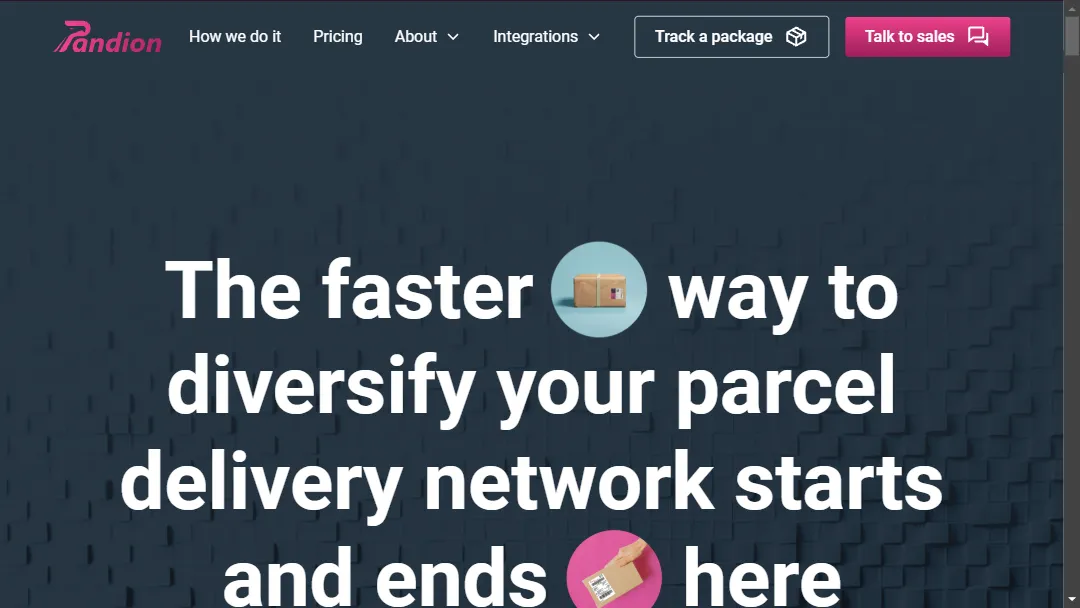 Pandion
How we do it
Pricing
About
Integrations
Track a package
Talk to sales
The faster way to
diversify your parcel
delivery network starts
and ends here